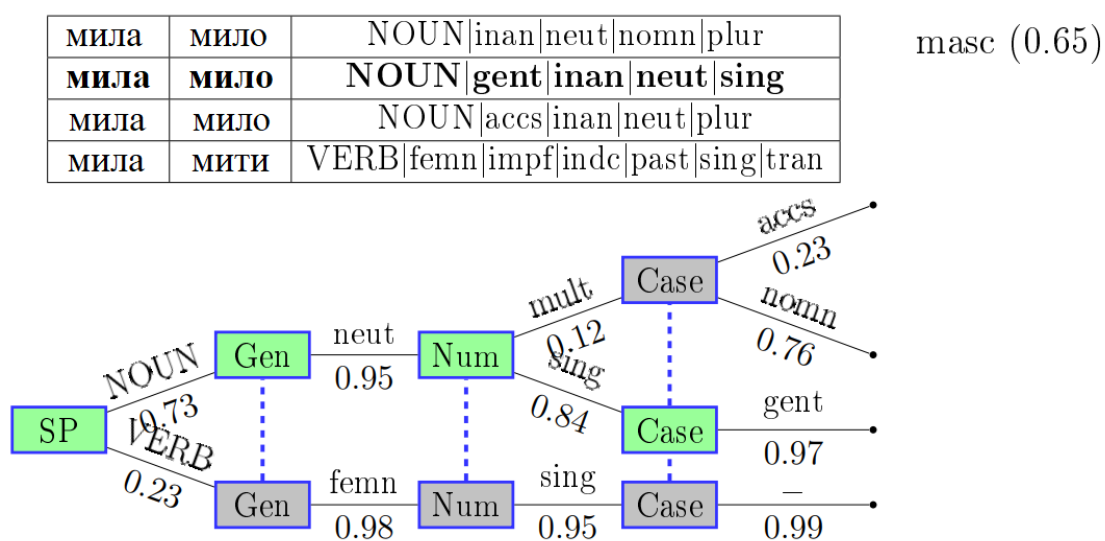 мила мило NOUN|inan|neut|nomn|plur
masc (0.65)
мила мило NOUN|gent|inan|neut|sing
мила мило NOUN|accs|inan|neut|plur
мила мити VERB|femn|impf|indc|past|sing|tran
accs
0.23
Case
mult
0.12
nomn
0.76
NOUN
0.73
Gen
neut
0.95
Num
sing
0.84
Case
gent
0.97
SP
VERB
0.23
Gen
femn
0.98
Num
sing
0.95
Case
–
0.99